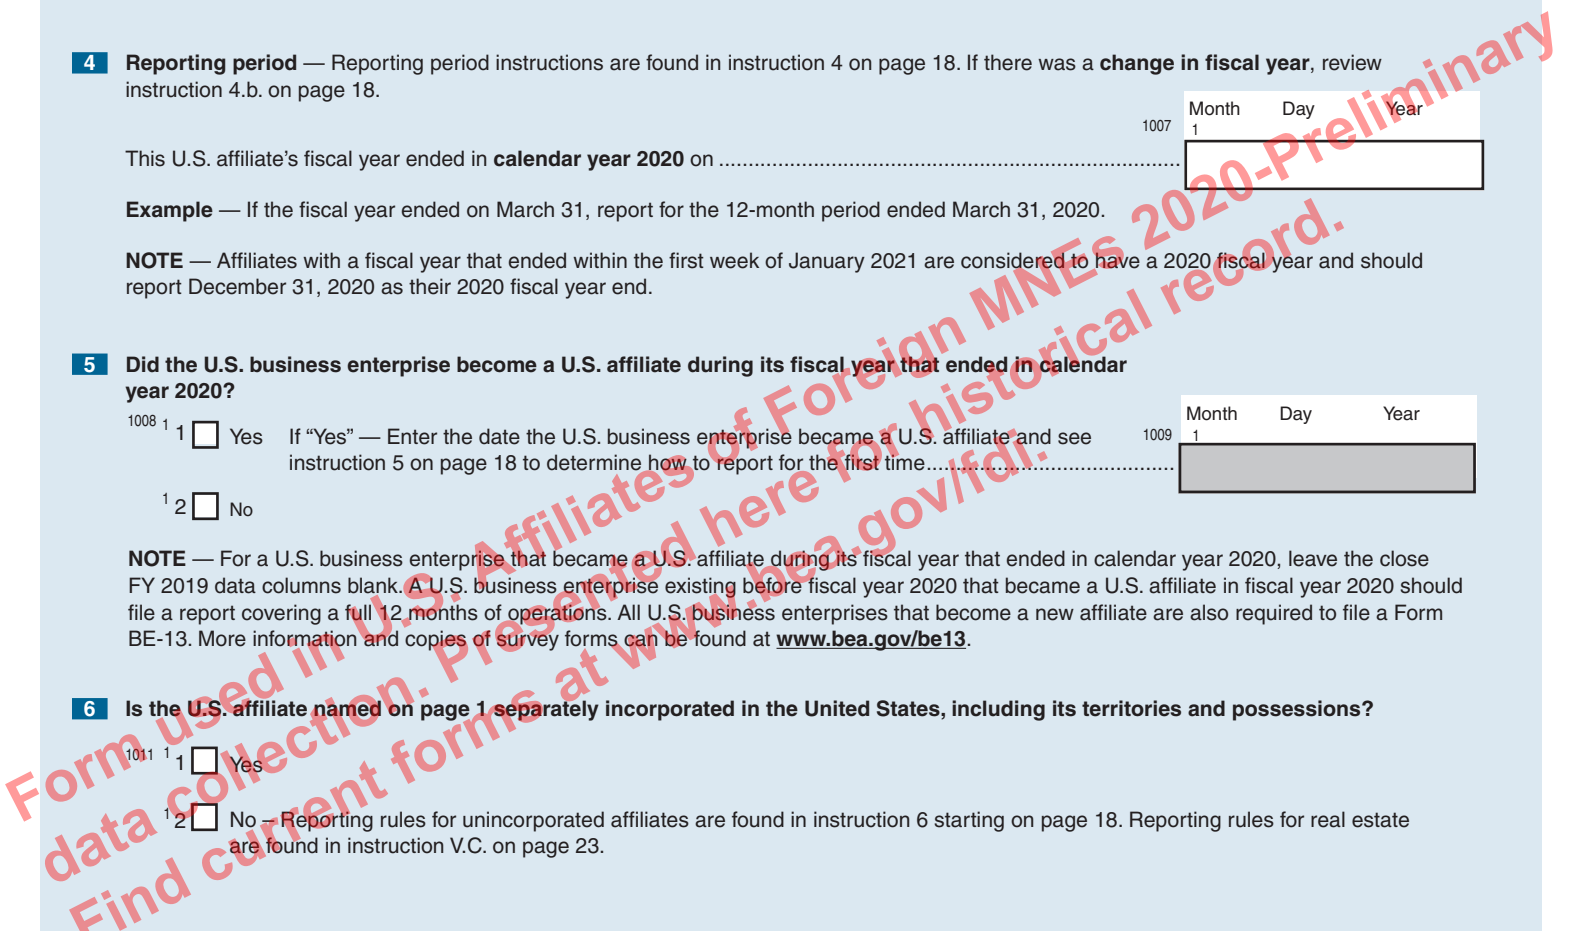 4 Reporting period — Reporting period instructions are found in instruction 4 on page 18. If there was a change in fiscal year, review
instruction 4.b. on page 18.
Month Day Year
1007 1
This U.S. affiliate’s fiscal year ended in calendar year 2020 on ...............................................................................
Example — If the fiscal year ended on March 31, report for the 12-month period ended March 31, 2020.
NOTE — Affiliates with a fiscal year that ended within the first week of January 2021 are considered to have a 2020 fiscal year and should
report December 31, 2020 as their 2020 fiscal year end.
5 Did the U.S. business enterprise become a U.S. affiliate during its fiscal year that ended in calendar
year 2020?
Month Day Year
1008 1 1 Yes If “Yes” — Enter the date the U.S. business enterprise became a U.S. affiliate and see
1009 1
instruction 5 on page 18 to determine how to report for the first time..........................................
1 2 No
NOTE — For a U.S. business enterprise that became a U.S. affiliate during its fiscal year that ended in calendar year 2020, leave the close
FY 2019 data columns blank. A U.S. business enterprise existing before fiscal year 2020 that became a U.S. affiliate in fiscal year 2020 should
file a report covering a full 12 months of operations. All U.S. business enterprises that become a new affiliate are also required to file a Form
BE-13. More information and copies of survey forms can be found at www.bea.gov/be13.
6 Is the U.S. affiliate named on page 1 separately incorporated in the United States, including its territories and possessions?
1011 1 1 Yes
1 2 No – Reporting rules for unincorporated affiliates are found in instruction 6 starting on page 18. Reporting rules for real estate
are found in instruction V.C. on page 23.
Form used in U.S. Affiliates of Foreign MNEs 2020-Preliminary
data collection. Presented here for historical record.
Find current forms at www.bea.gov/fdi.